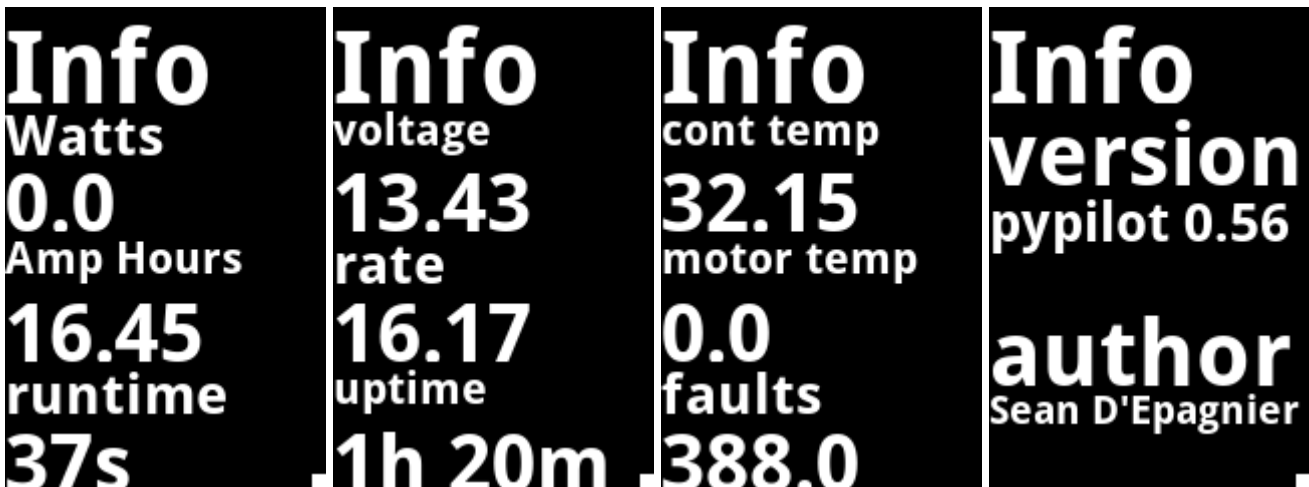 Info
Watts
0.0
Amp Hours
16.45
runtime
37s
Info
voltage
13.43
rate
16.17
uptime
1h 20m
Info
cont temp
32.15
motor temp
0.0
faults
388.0
Info
version
pypilot 0.56
author
Sean D'Epagnier